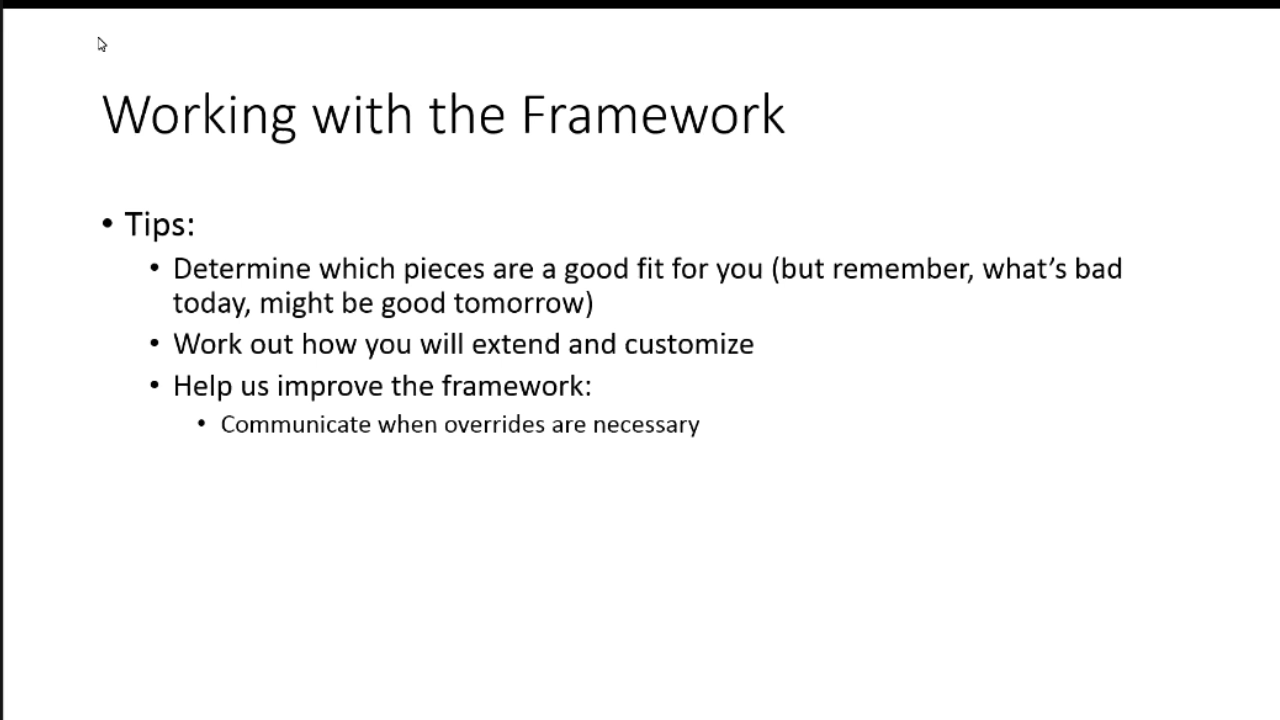 Working with the Framework
• Tips:
• Determine which pieces are a good fit for you (but remember, what’s bad
today, might be good tomorrow)
• Work out how you will extend and customize
• Help us improve the framework:
• Communicate when overrides are necessary